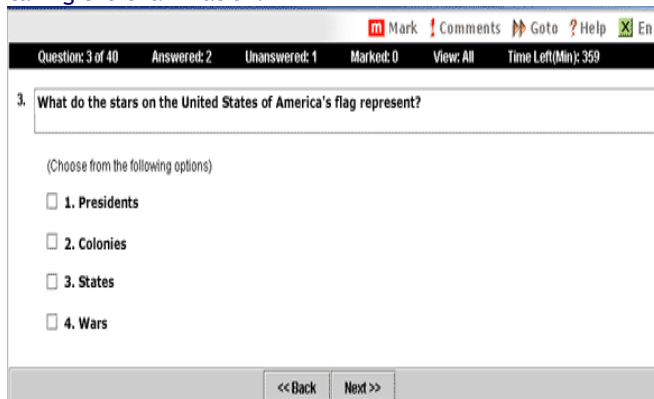 m Mark ! Comments Goto ? Help X En
Question: 3 of 40 Answered: 2 Unanswered: 1 Marked: 0 View: All Time Left(Min): 359
3. What do the stars on the United States of America's flag represent?
(Choose from the following options)
1. Presidents
2. Colonies
3. States
4. Wars
<< Back Next >>